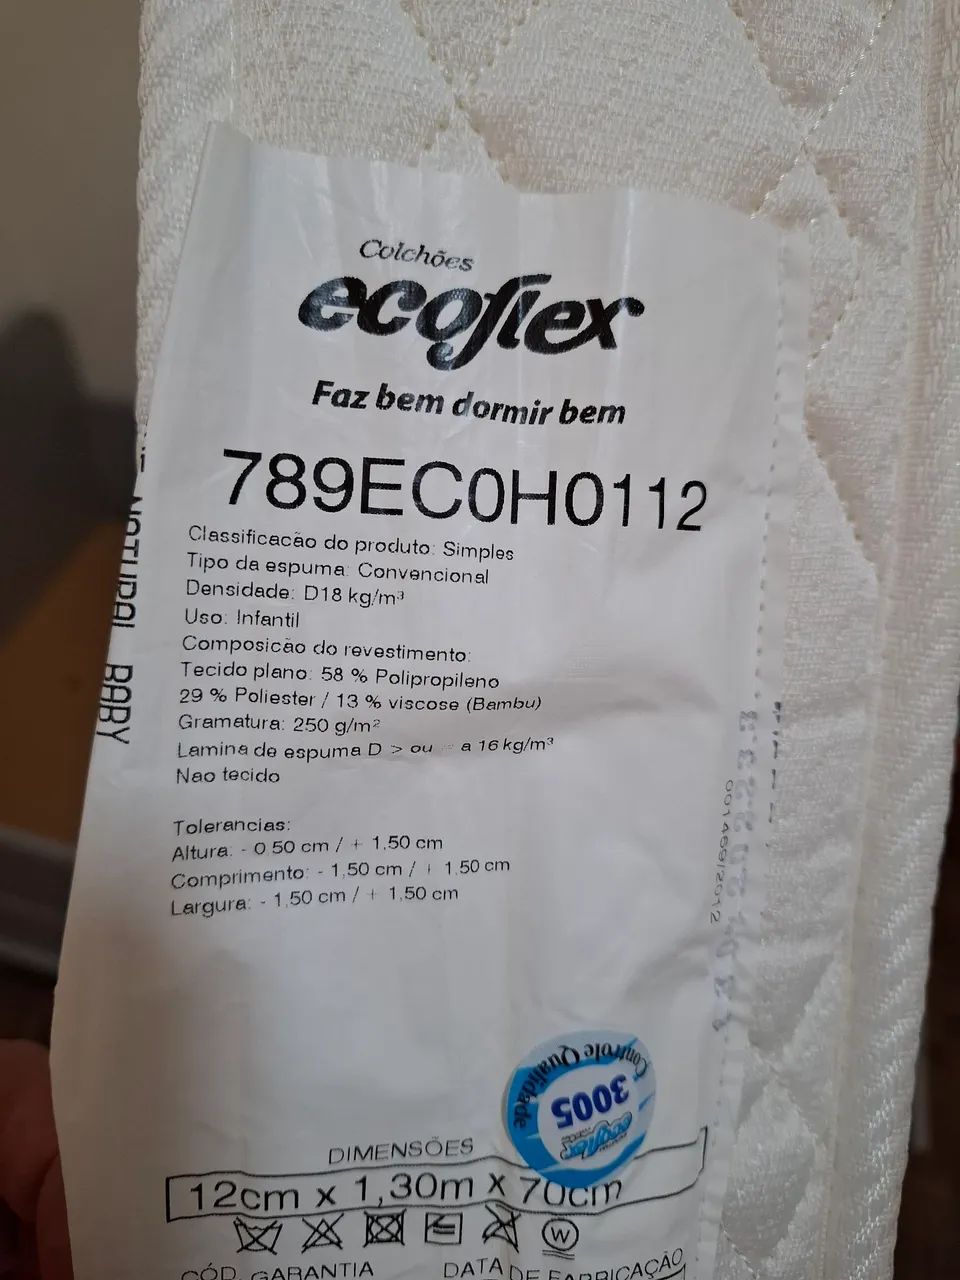 Colchões
ecoflex
Faz bem dormir bem
789EC0H0112
Classificacão do produto: Simples
Tipo da espuma: Convencional
Densidade: D18 kg/m³
Uso: Infantil
Composicão do revestimento:
Tecido plano: 58 % Polipropileno
29 % Poliester / 13 % viscose (Bambu)
Gramatura: 250 g/m²
Lamina de espuma D > ou = a 16 kg/m³
Nao tecido
Tolerancias:
Altura: - 0,50 cm / + 1,50 cm
Comprimento: - 1,50 cm / + 1,50 cm
Largura: - 1,50 cm / + 1,50 cm
NATURAL BABY
001469/2012
Controle Qualidade
3005
ecoflex
DIMENSÕES
12cm x 1,30m x 70cm
W
CÓD. GARANTIA
DATA DE FABRICAÇÃO